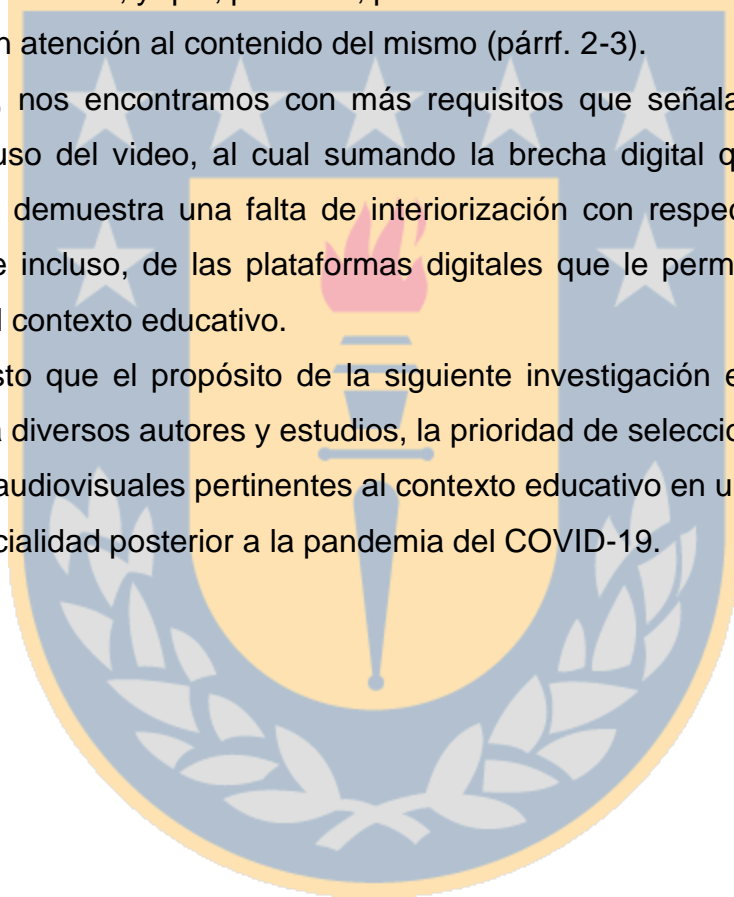 n atención al contenido del mismo (párrf. 2-3).
nos encontramos con más requisitos que señala
uso del video, al cual sumando la brecha digital q
demuestra una falta de interiorización con respec
e incluso, de las plataformas digitales que le perm
l contexto educativo.
sto que el propósito de la siguiente investigación e
a diversos autores y estudios, la prioridad de seleccio
audiovisuales pertinentes al contexto educativo en u
cialidad posterior a la pandemia del COVID-19.